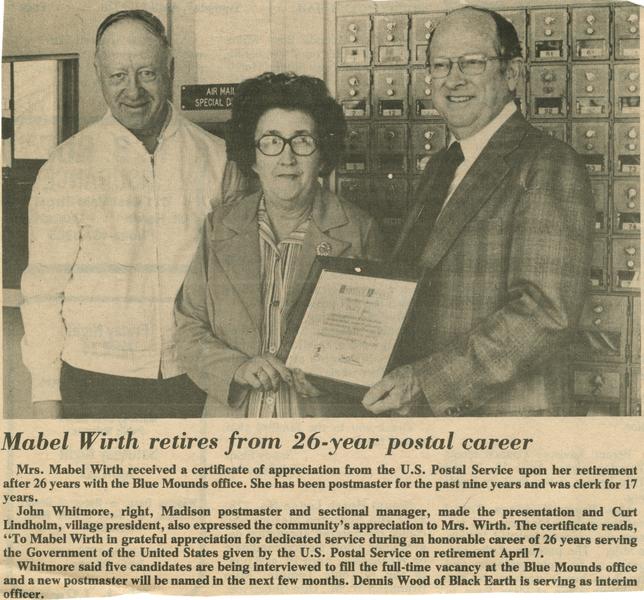 AIR MAIL
SPECIAL D
Mabel Wirth retires from 26-year postal career
Mrs. Mabel Wirth received a certificate of appreciation from the U.S. Postal Service upon her retirement
after 26 years with the Blue Mounds office. She has been postmaster for the past nine years and was clerk for 17
years.
John Whitmore, right, Madison postmaster and sectional manager, made the presentation and Curt
Lindholm, village president, also expressed the community's appreciation to Mrs. Wirth. The certificate reads,
"To Mabel Wirth in grateful appreciation for dedicated service during an honorable career of 26 years serving
the Government of the United States given by the U.S. Postal Service on retirement April 7.
Whitmore said five candidates are being interviewed to fill the full-time vacancy at the Blue Mounds office
and a new postmaster will be named in the next few months. Dennis Wood of Black Earth is serving as interim
officer.